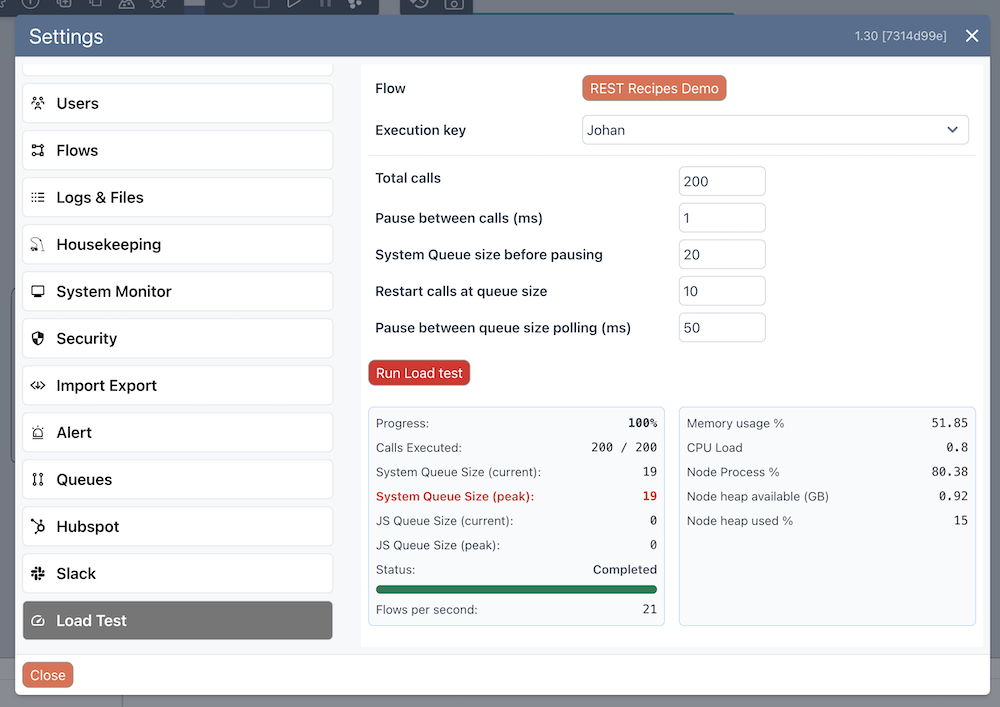 Settings
1.30 [7314d99e]
Users
Flows
Logs & Files
Housekeeping
System Monitor
Security
Import Export
Alert
Queues
Hubspot
Slack
Load Test
Flow
REST Recipes Demo
Execution key
Johan
Total calls
200
Pause between calls (ms)
1
System Queue size before pausing
20
Restart calls at queue size
10
Pause between queue size polling (ms)
50
Run Load test
Progress: 100%
Calls Executed: 200 / 200
System Queue Size (current): 19
System Queue Size (peak): 19
JS Queue Size (current): 0
JS Queue Size (peak): 0
Status: Completed
Flows per second: 21
Memory usage % 51.85
CPU Load 0.8
Node Process % 80.38
Node heap available (GB) 0.92
Node heap used % 15
Close